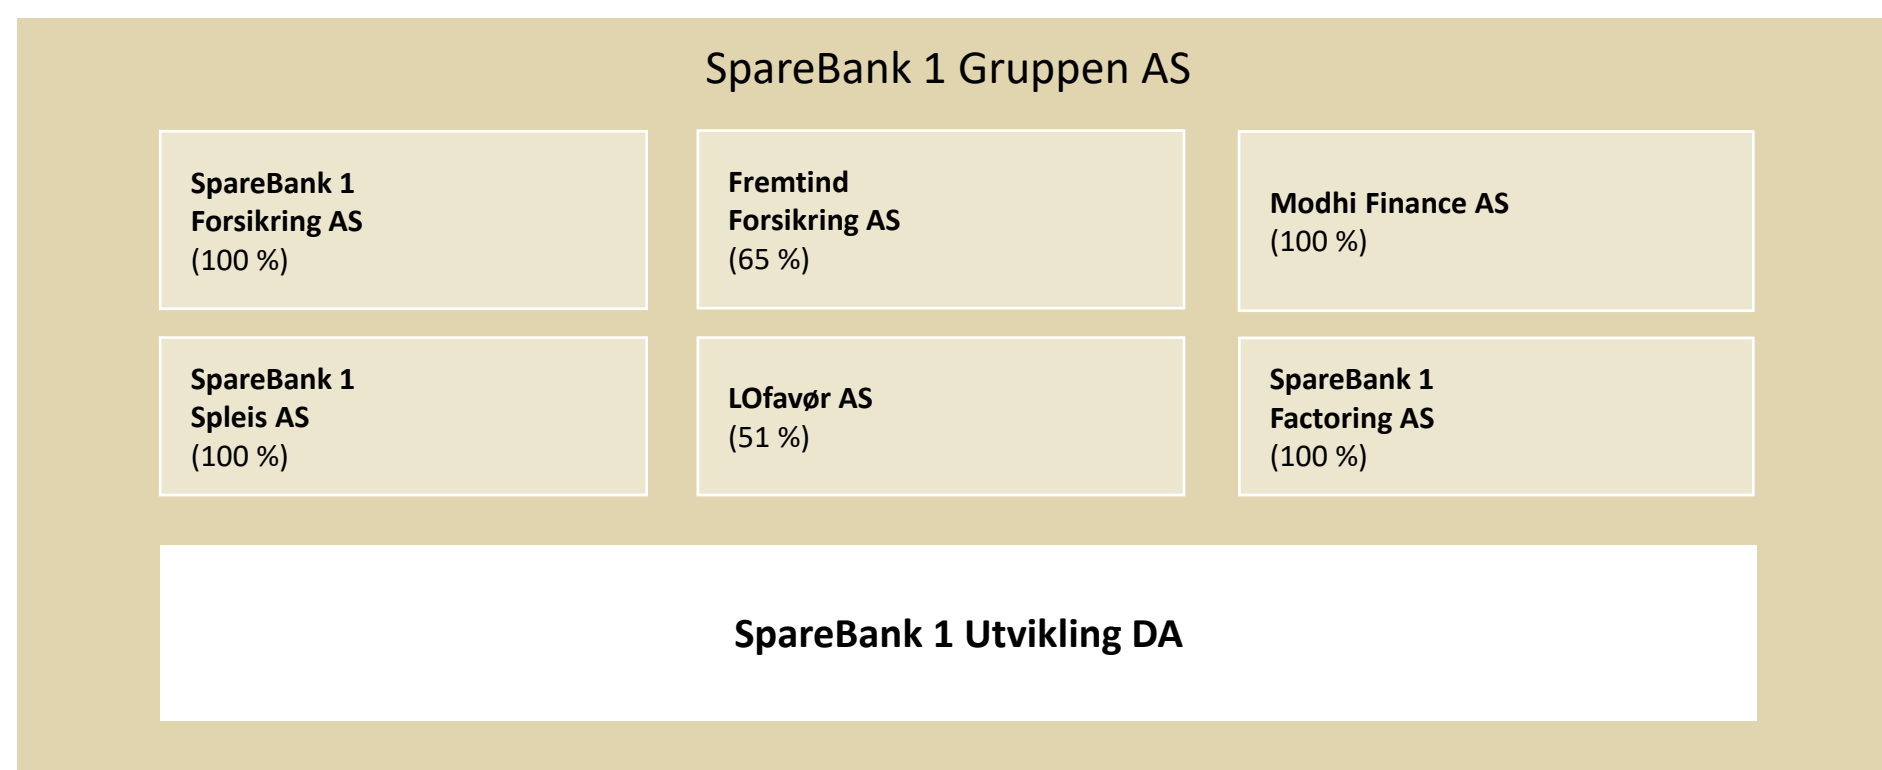 SpareBank 1 Gruppen AS
SpareBank 1
Forsikring AS
(100 %)
Fremtind
Forsikring AS
(65 %)
Modhi Finance AS
(100 %)
SpareBank 1
Spleis AS
(100 %)
LOfavør AS
(51 %)
SpareBank 1
Factoring AS
(100 %)
SpareBank 1 Utvikling DA